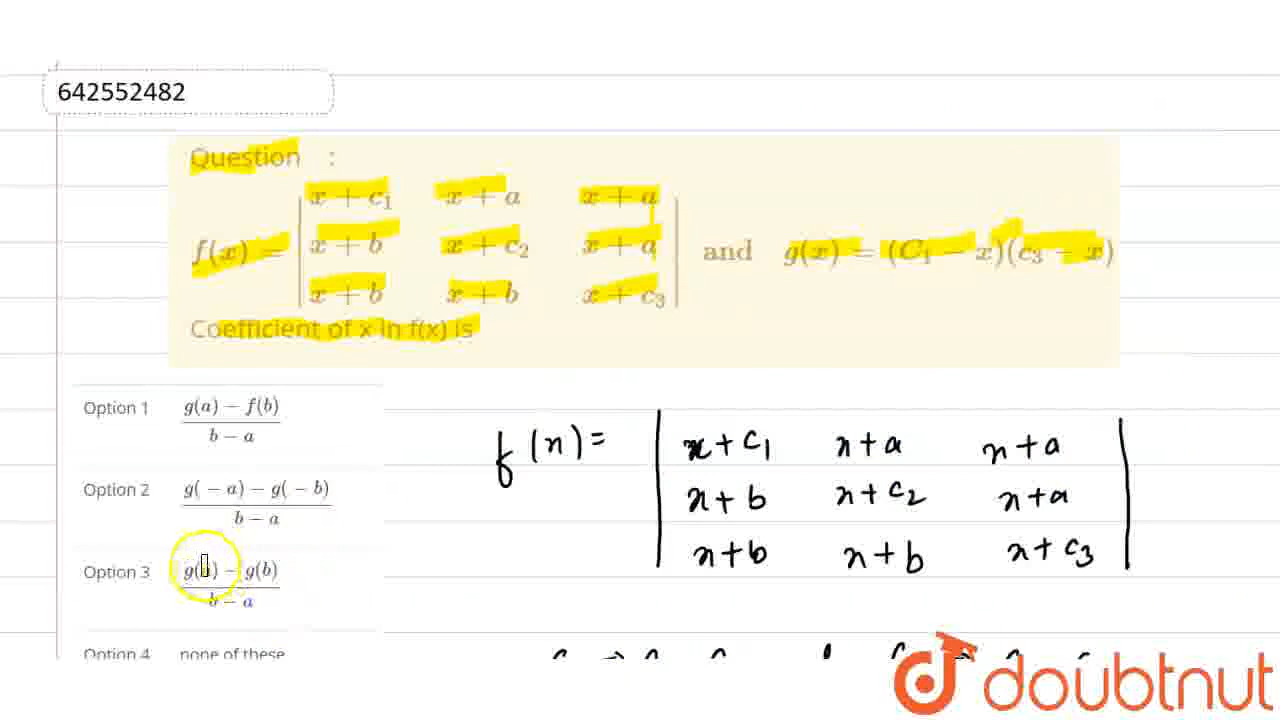 642552482
Question :
f(x) = | x + c₁ x + a x + a |
| x + b x + c₂ x + a | and g(x) = (C₁ − x)(c₃ − x)
| x + b x + b x + c₃ |
Coefficient of x in f(x) is
Option 1 g(a) − f(b) / b − a
Option 2 g( − a) − g( − b) / b − a
Option 3 g(a) − g(b) / b − a
Option 4 none of these
f(x) = | x + c₁ x + a x + a |
| x + b x + c₂ x + a |
| x + b x + b x + c₃ |
doubtnut